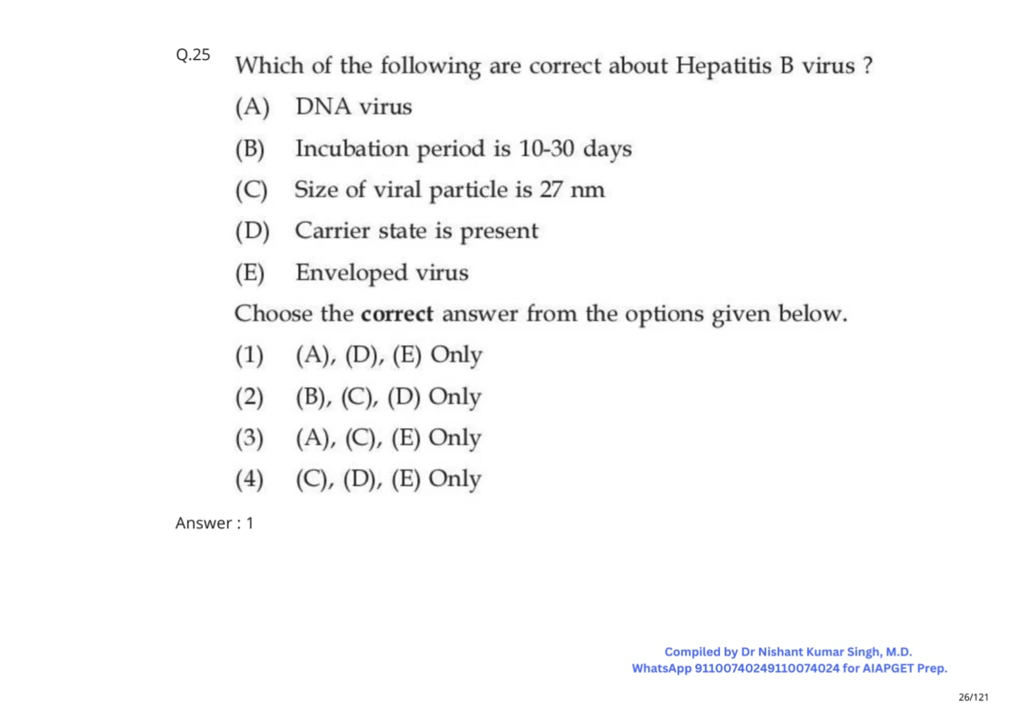 Q.25
Which of the following are correct about Hepatitis B virus ?
(A) DNA virus
(B) Incubation period is 10-30 days
(C) Size of viral particle is 27 nm
(D) Carrier state is present
(E) Enveloped virus
Choose the correct answer from the options given below.
(1) (A), (D), (E) Only
(2) (B), (C), (D) Only
(3) (A), (C), (E) Only
(4) (C), (D), (E) Only
Answer : 1
Compiled by Dr Nishant Kumar Singh, M.D.
WhatsApp 91100740249110074024 for AIAPGET Prep.
26/121